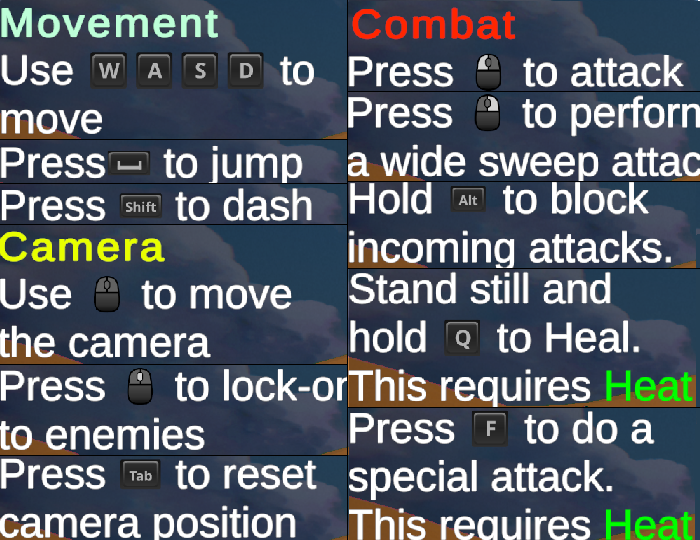 Movement
Use W A S D to
move
Press to jump
Press Shift to dash
Camera
Use to move
the camera
Press to lock-on
to enemies
Press Tab to reset
camera position
Combat
Press to attack
Press to perform
a wide sweep attac
Hold Alt to block
incoming attacks.
Stand still and
hold Q to Heal.
This requires Heat
Press F to do a
special attack.
This requires Heat